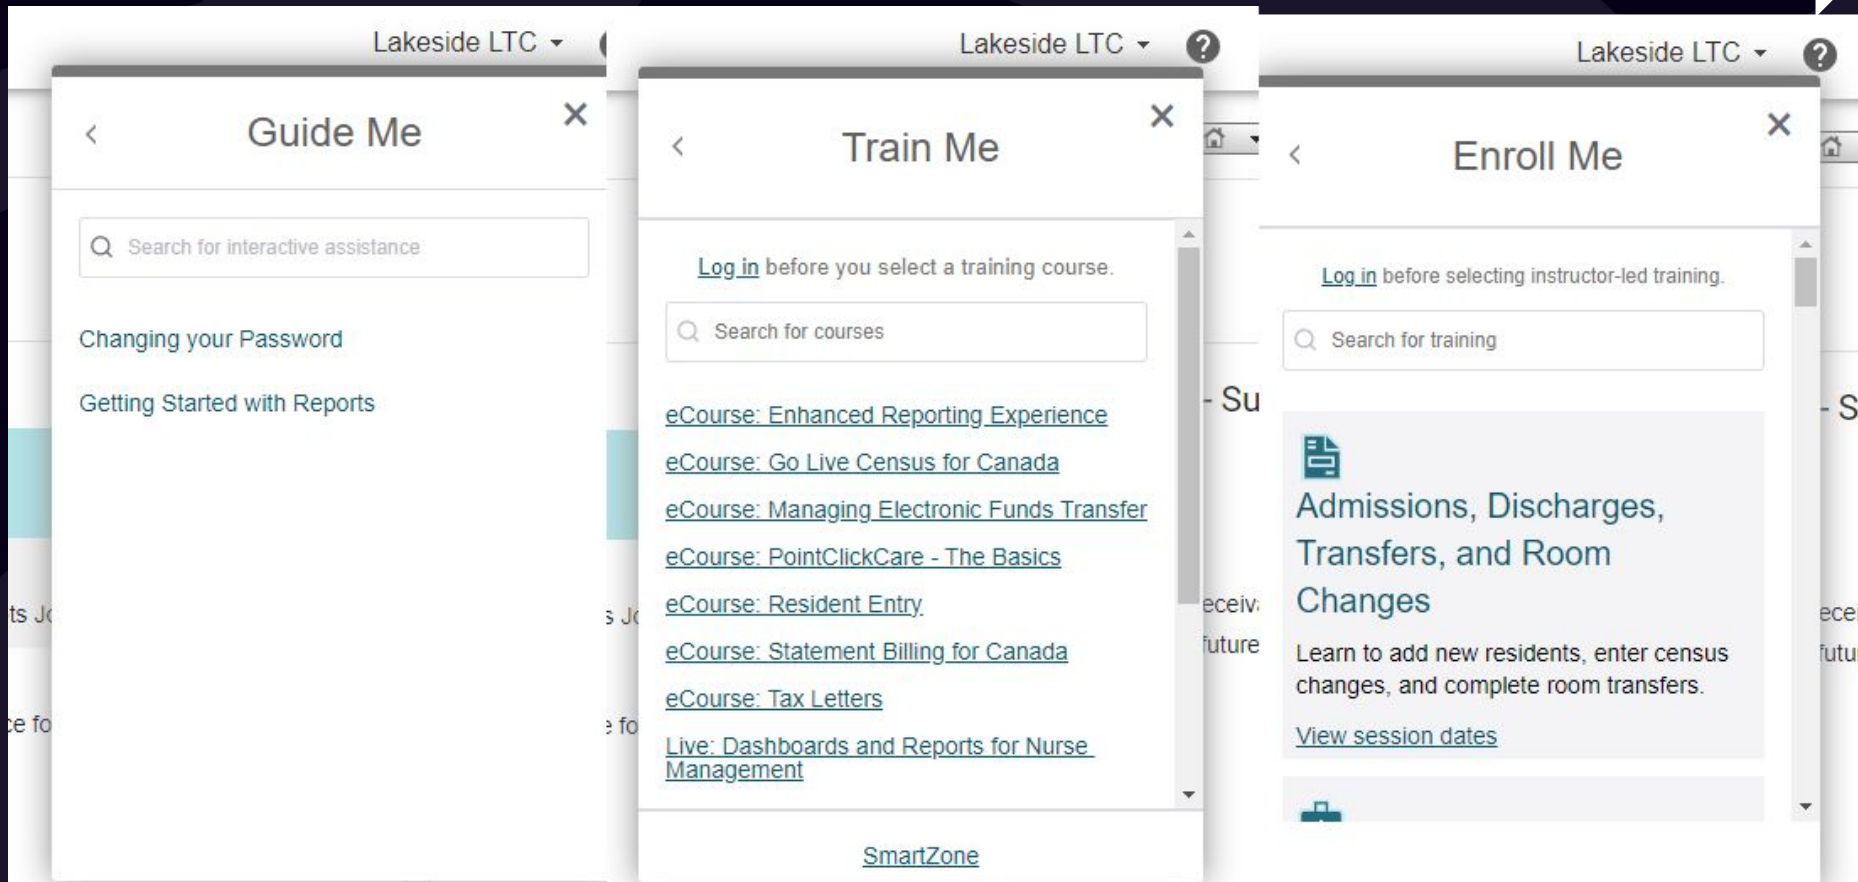 Lakeside LTC
Guide Me
Search for interactive assistance
Changing your Password
Getting Started with Reports
Lakeside LTC
Train Me
Log in before you select a training course.
Search for courses
eCourse: Enhanced Reporting Experience
eCourse: Go Live Census for Canada
eCourse: Managing Electronic Funds Transfer
eCourse: PointClickCare - The Basics
eCourse: Resident Entry
eCourse: Statement Billing for Canada
eCourse: Tax Letters
Live: Dashboards and Reports for Nurse
Management
SmartZone
- Su
future
Lakeside LTC
Enroll Me
Log in before selecting instructor-led training.
Search for training
Admissions, Discharges,
Transfers, and Room
Changes
Learn to add new residents, enter census
changes, and complete room transfers.
View session dates
- S